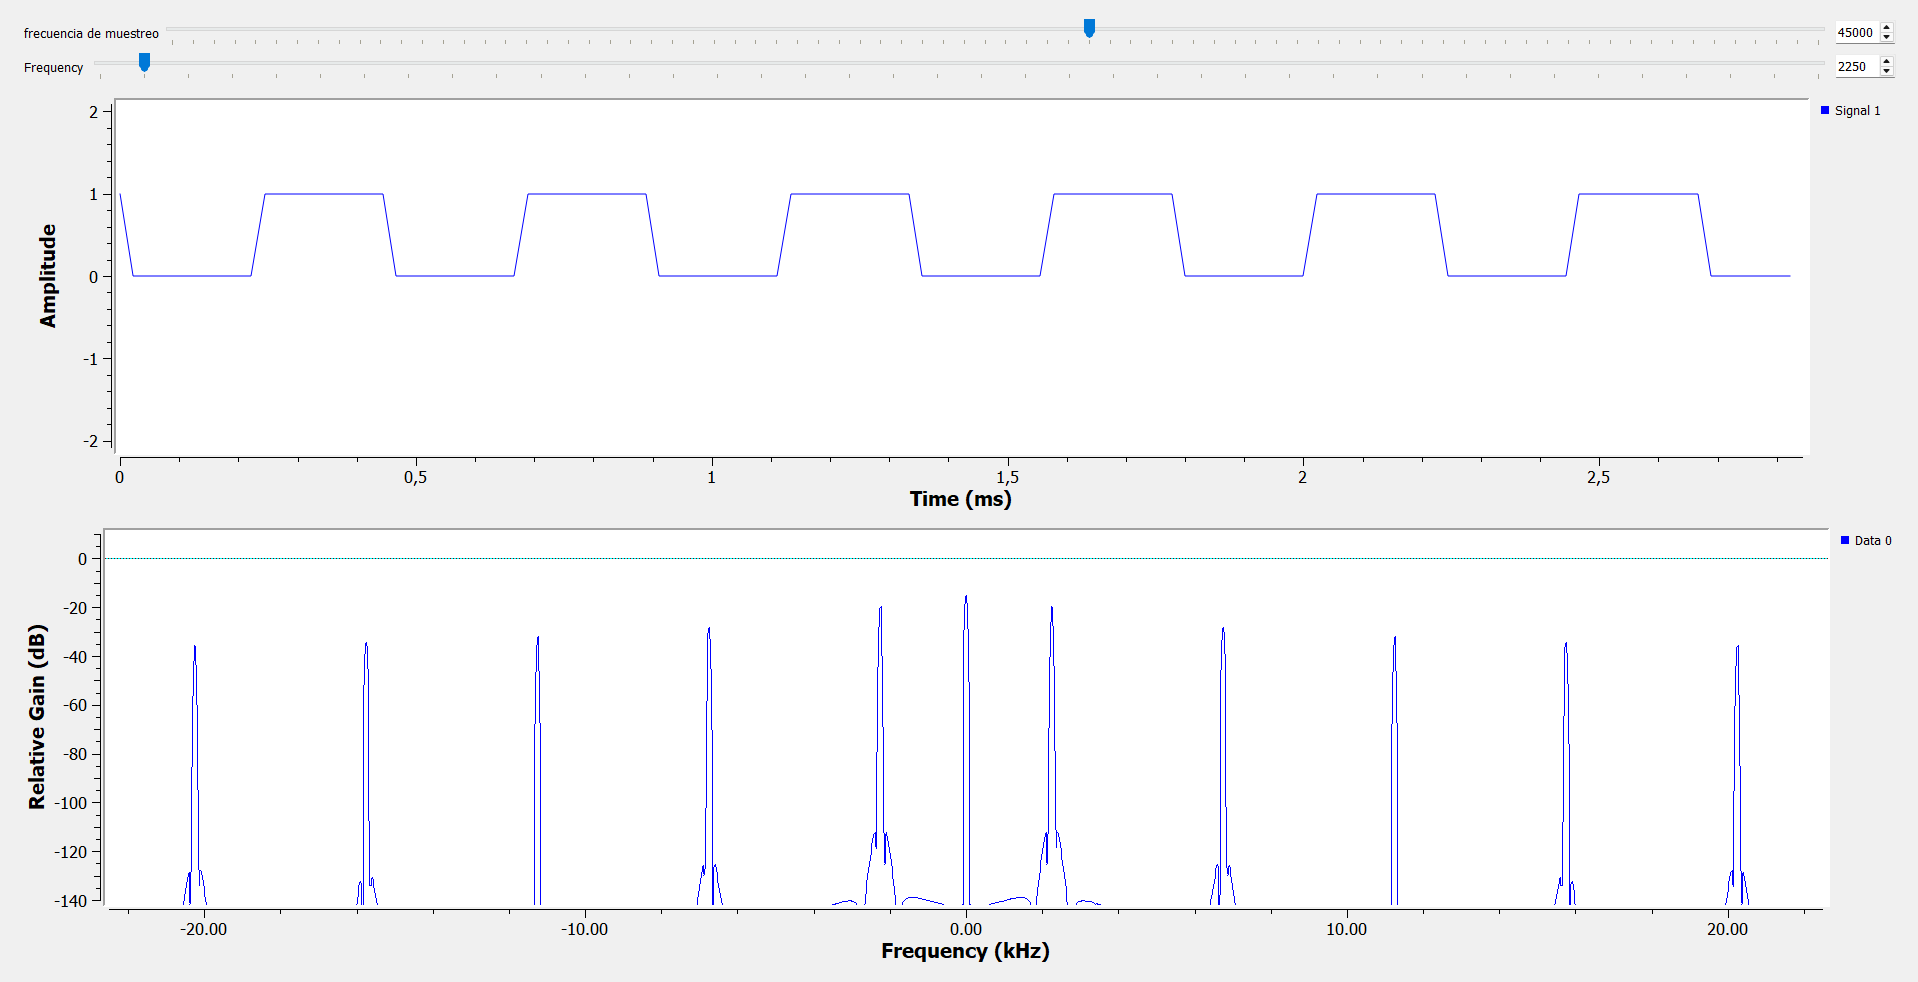 frecuencia de muestreo 45000
Frequency 2250
Signal 1
Amplitude
2
1
0
-1
-2
0 0,5 1 1,5 2 2,5
Time (ms)
Data 0
Relative Gain (dB)
0
-20
-40
-60
-80
-100
-120
-140
-20.00 -10.00 0.00 10.00 20.00
Frequency (kHz)